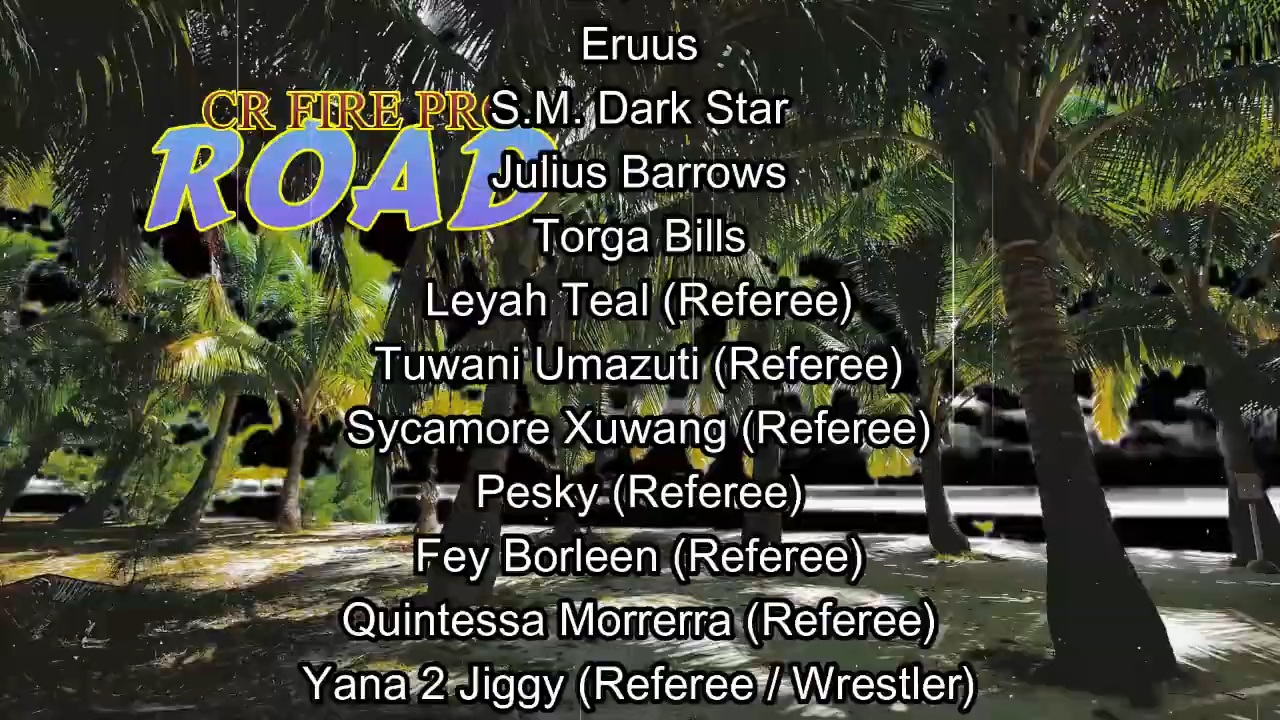 Eruus
CR FIRE PRO
S.M. Dark Star
ROAD
Julius Barrows
Torga Bills
Leyah Teal (Referee)
Tuwani Umazuti (Referee)
Sycamore Xuwang (Referee)
Pesky (Referee)
Fey Borleen (Referee)
Quintessa Morrerra (Referee)
Yana 2 Jiggy (Referee / Wrestler)